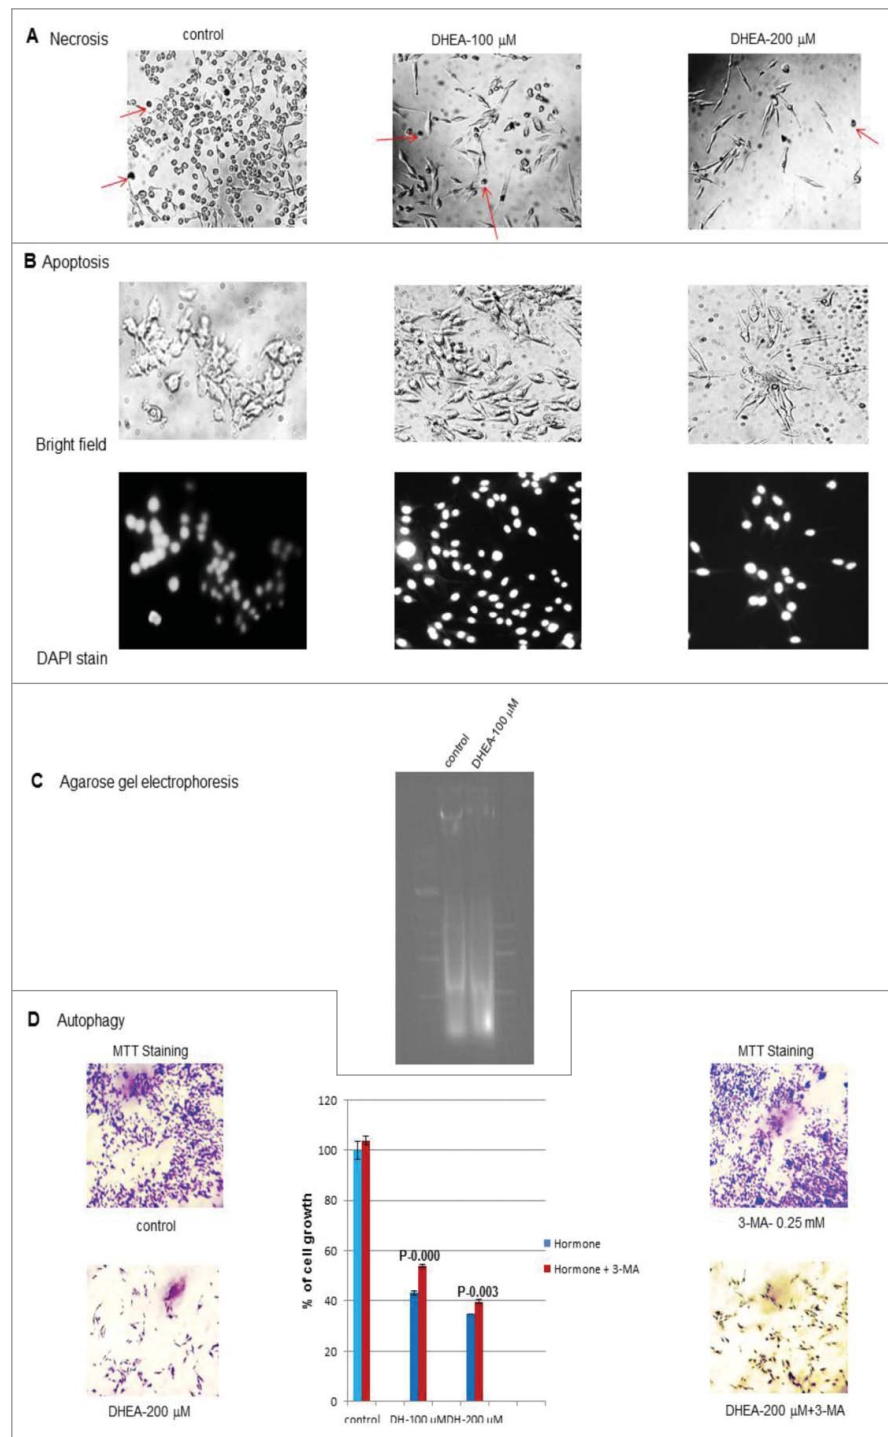 A Necrosis
control
DHEA-100 μM
DHEA-200 μM
B Apoptosis
Bright field
DAPI stain
control
DHEA-100 μM
C Agarose gel electrophoresis
D Autophagy
MTT Staining
control
DHEA-200 μM
120
100
80
60
40
20
0
% of cell growth
P-0.000
P-0.003
control
DH-100 μM
DH-200 μM
Hormone
Hormone + 3-MA
MTT Staining
3-MA- 0.25 mM
DHEA-200 μM+3-MA